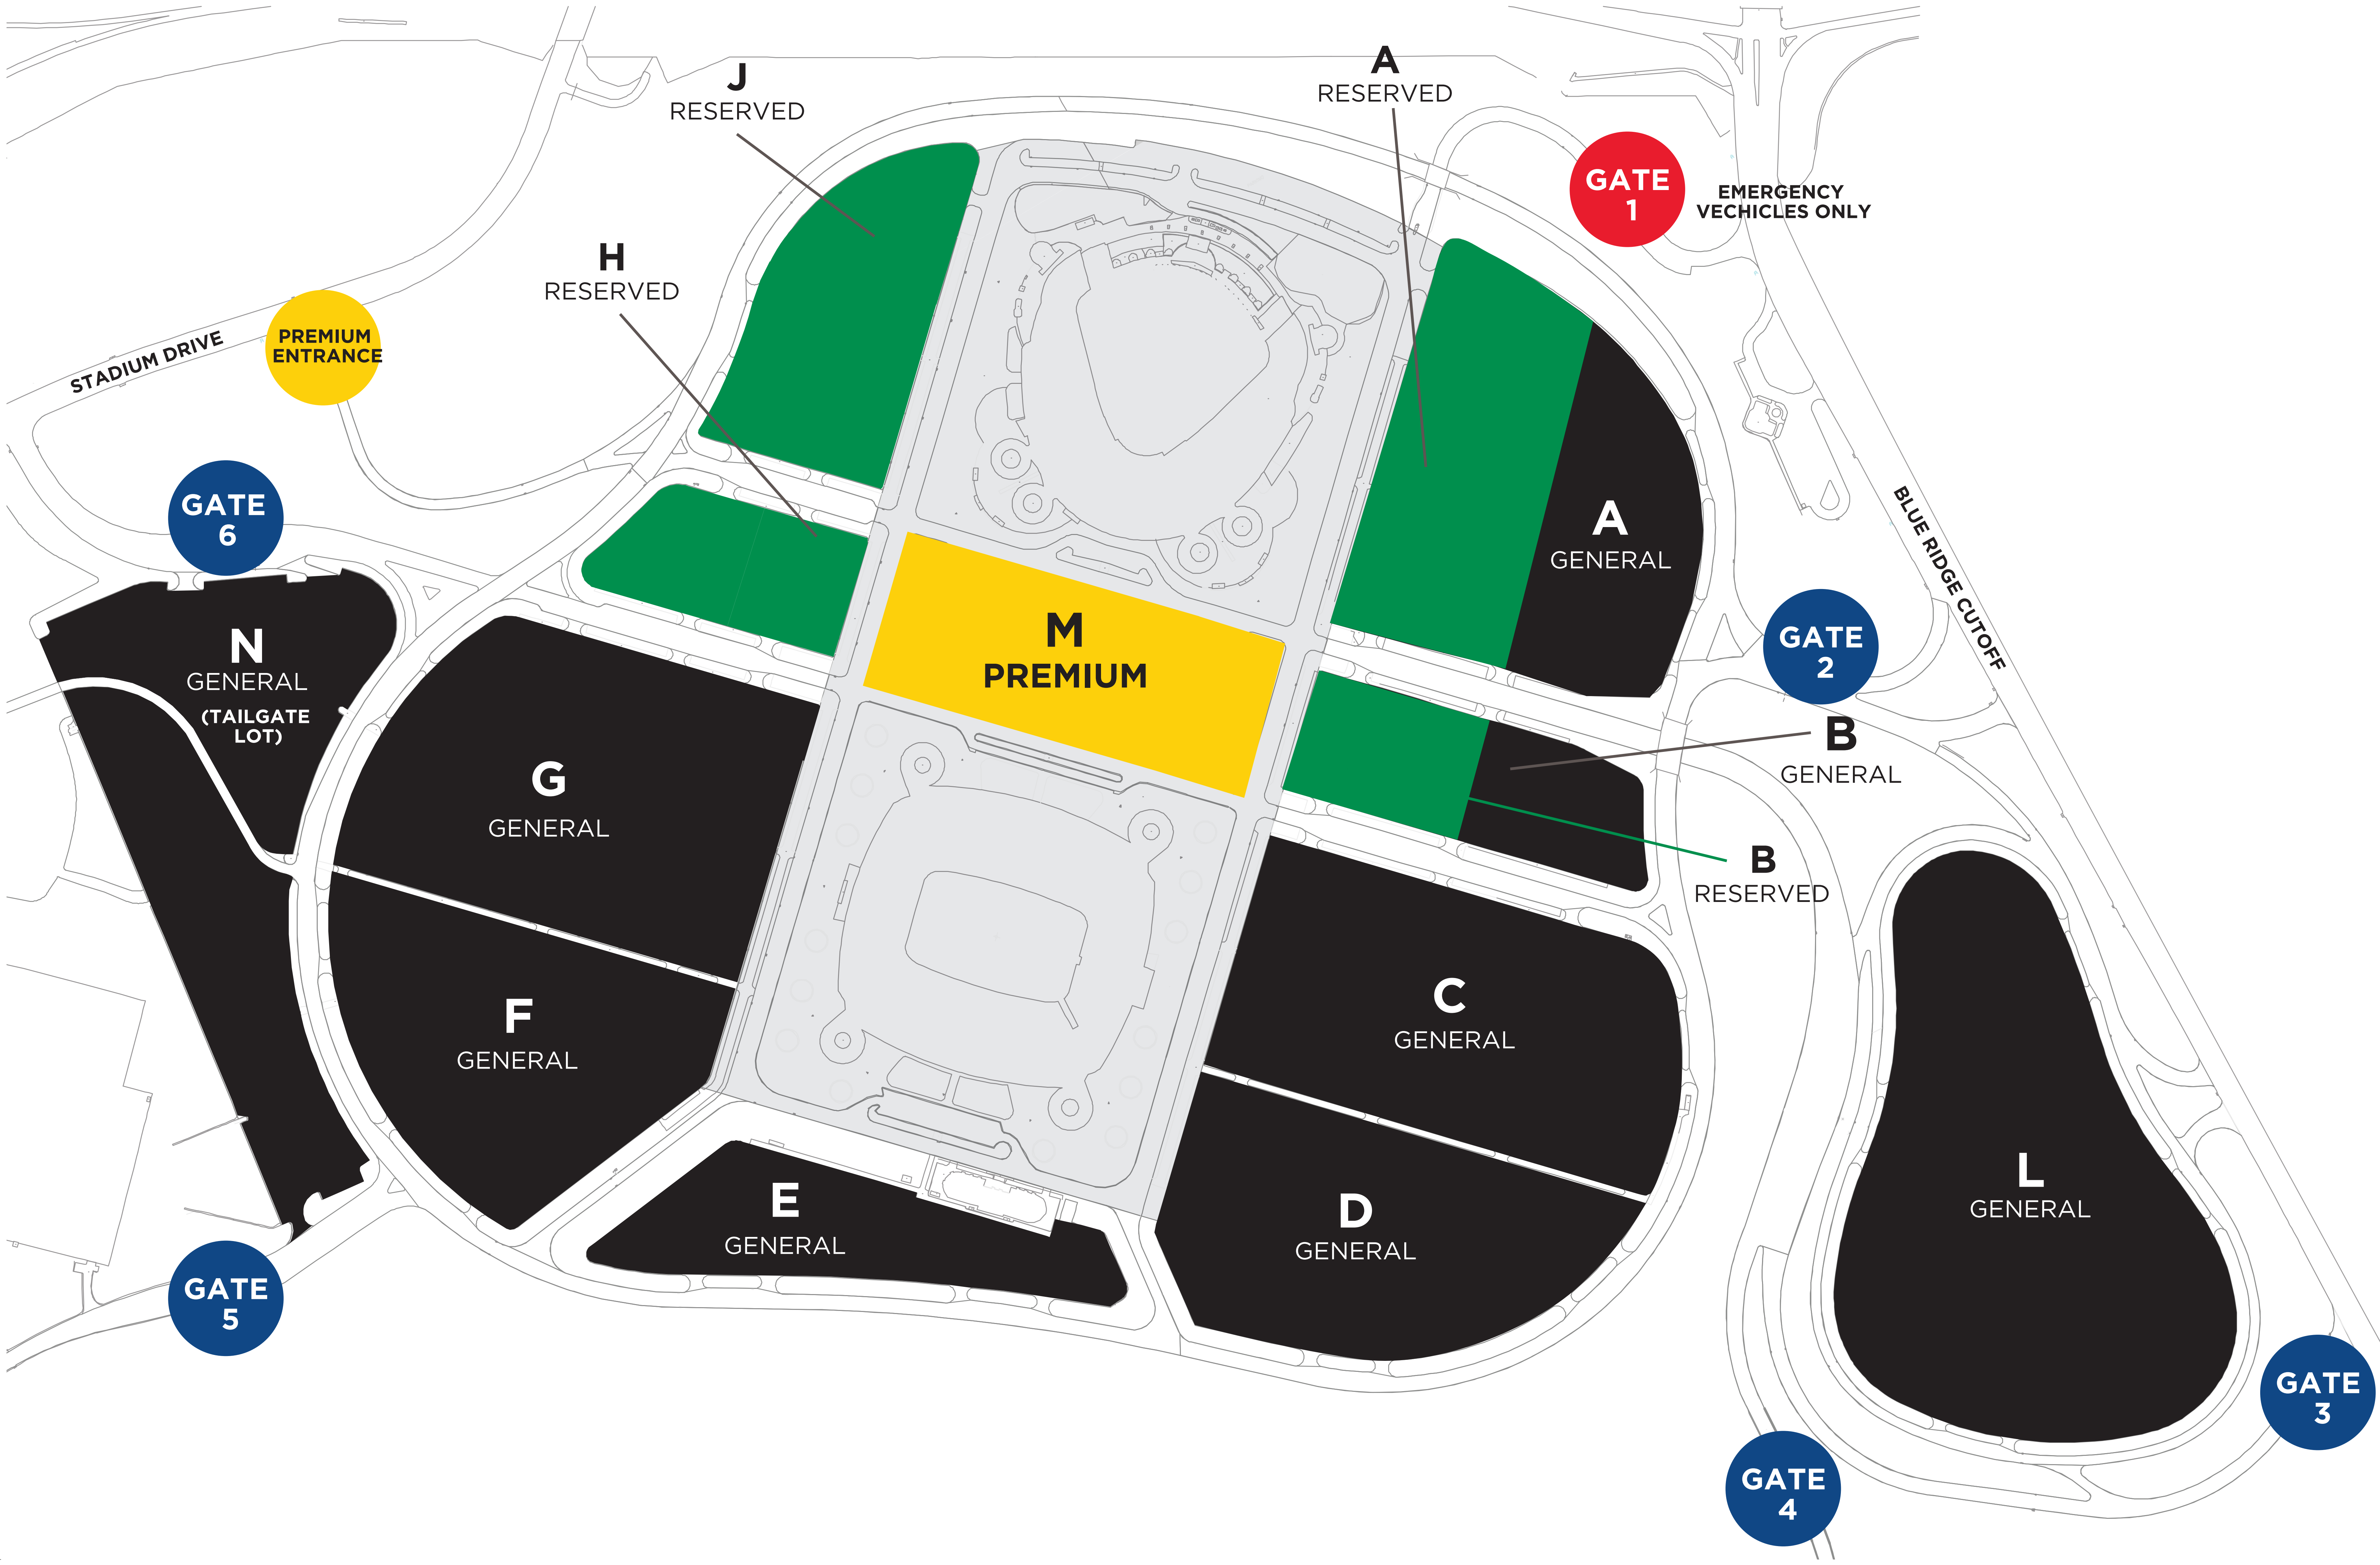 J
RESERVED
A
RESERVED
GATE
1
EMERGENCY
VECHICLES ONLY
H
RESERVED
PREMIUM
ENTRANCE
STADIUM DRIVE
GATE
6
A
GENERAL
BLUE RIDGE CUTOFF
M
PREMIUM
GATE
2
N
GENERAL
(TAILGATE
LOT)
B
GENERAL
G
GENERAL
B
RESERVED
C
GENERAL
F
GENERAL
L
GENERAL
E
GENERAL
D
GENERAL
GATE
5
GATE
3
GATE
4